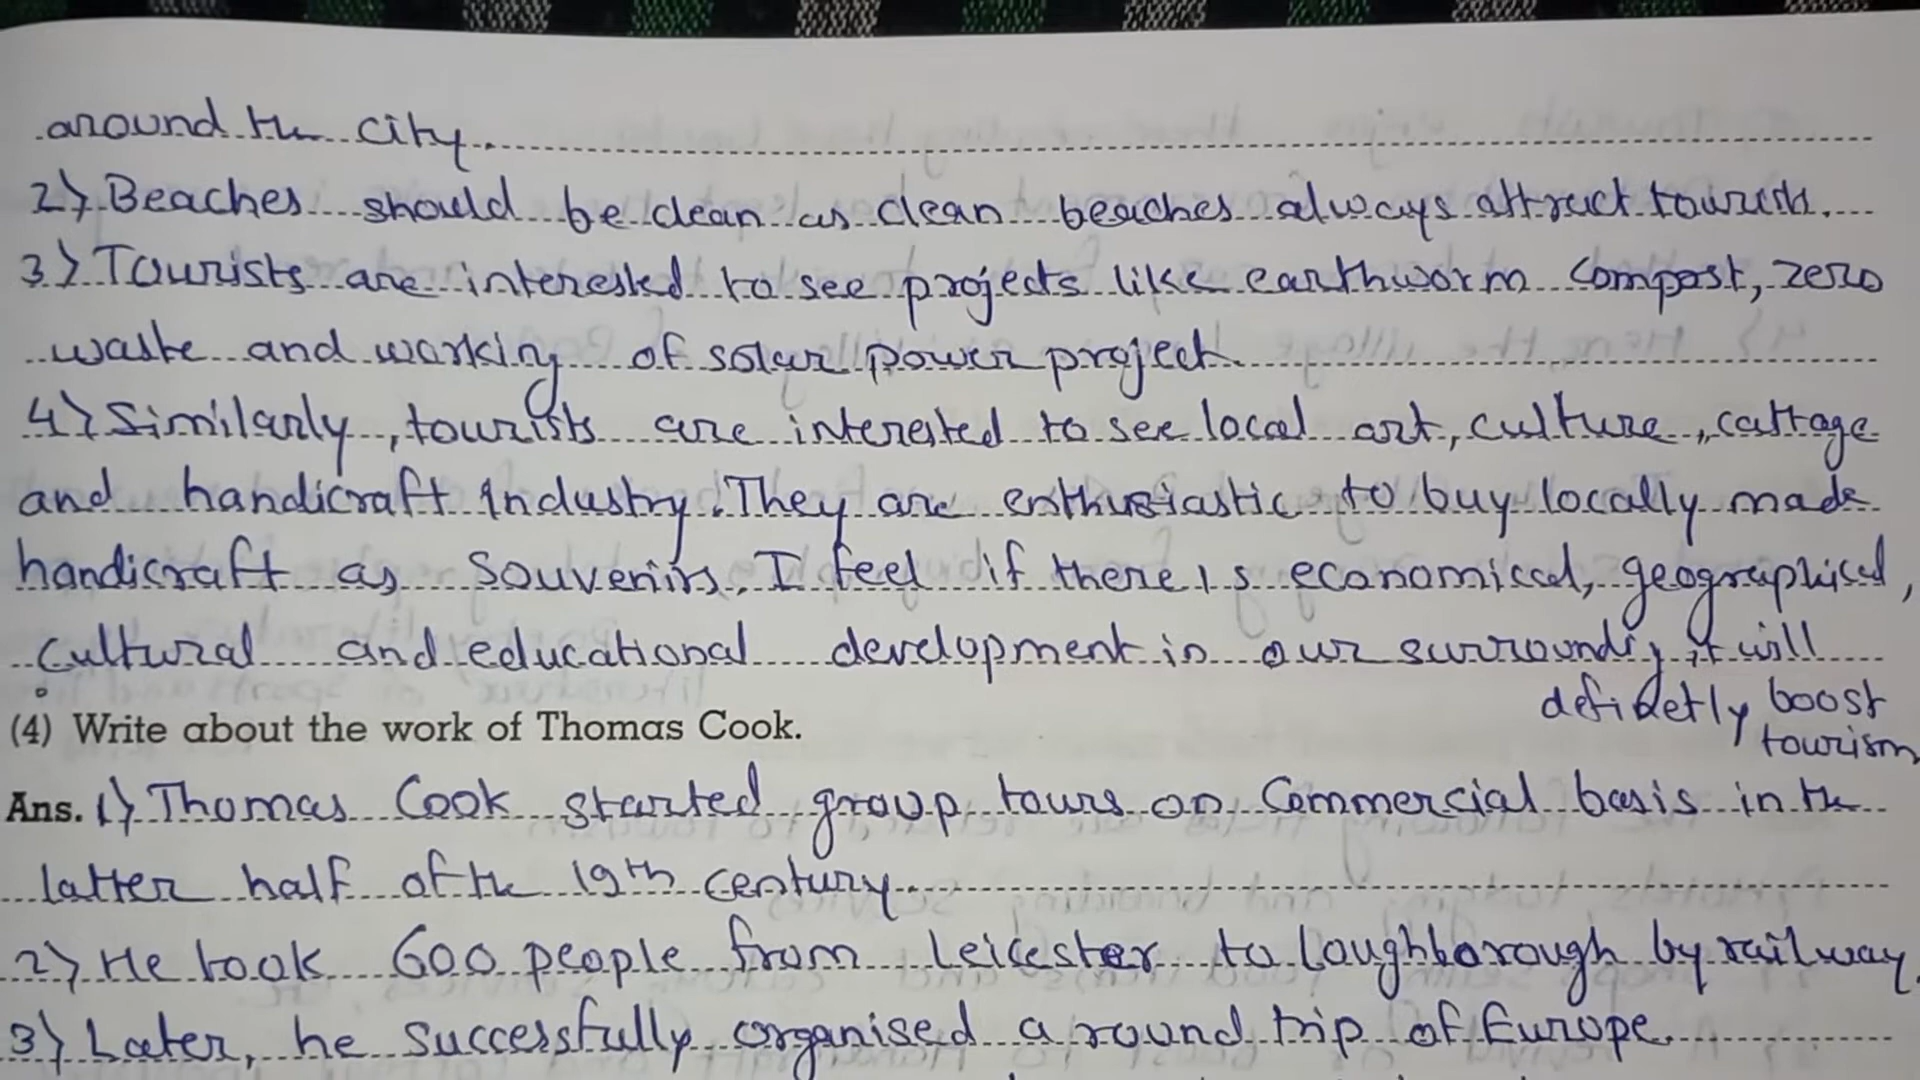 around the city.
2) Beaches should be clean as clean beaches always attract tourists.
3) Tourists are interested to see projects like earthworm compost, zero
waste and working of solar power project.
4) Similarly, tourists are interested to see local art, culture, cottage
and handicraft industry. They are enthusiastic to buy locally made
handicraft as souvenirs. I feel if there is economical, geographical,
cultural and educational development in our surrounding it will
definetly boost
tourism
(4) Write about the work of Thomas Cook.
Ans. 1) Thomas Cook started group tours on Commercial basis in the
latter half of the 19th century.
2) He took 600 people from Leicester to Loughborough by railway.
3) Later, he successfully organised a round trip of Europe.